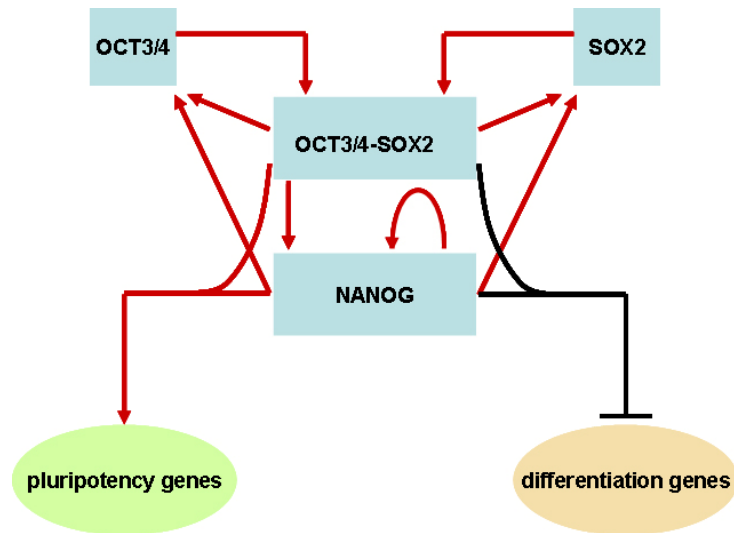 OCT3/4
SOX2
OCT3/4-SOX2
NANOG
pluripotency genes
differentiation genes